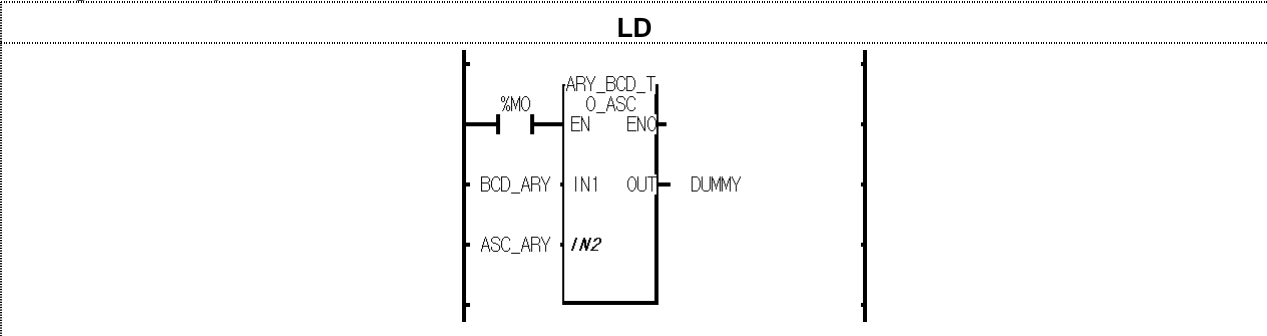 LD
ARY_BCD_T
%M0 O_ASC
EN ENO
BCD_ARY IN1 OUT DUMMY
ASC_ARY IN2